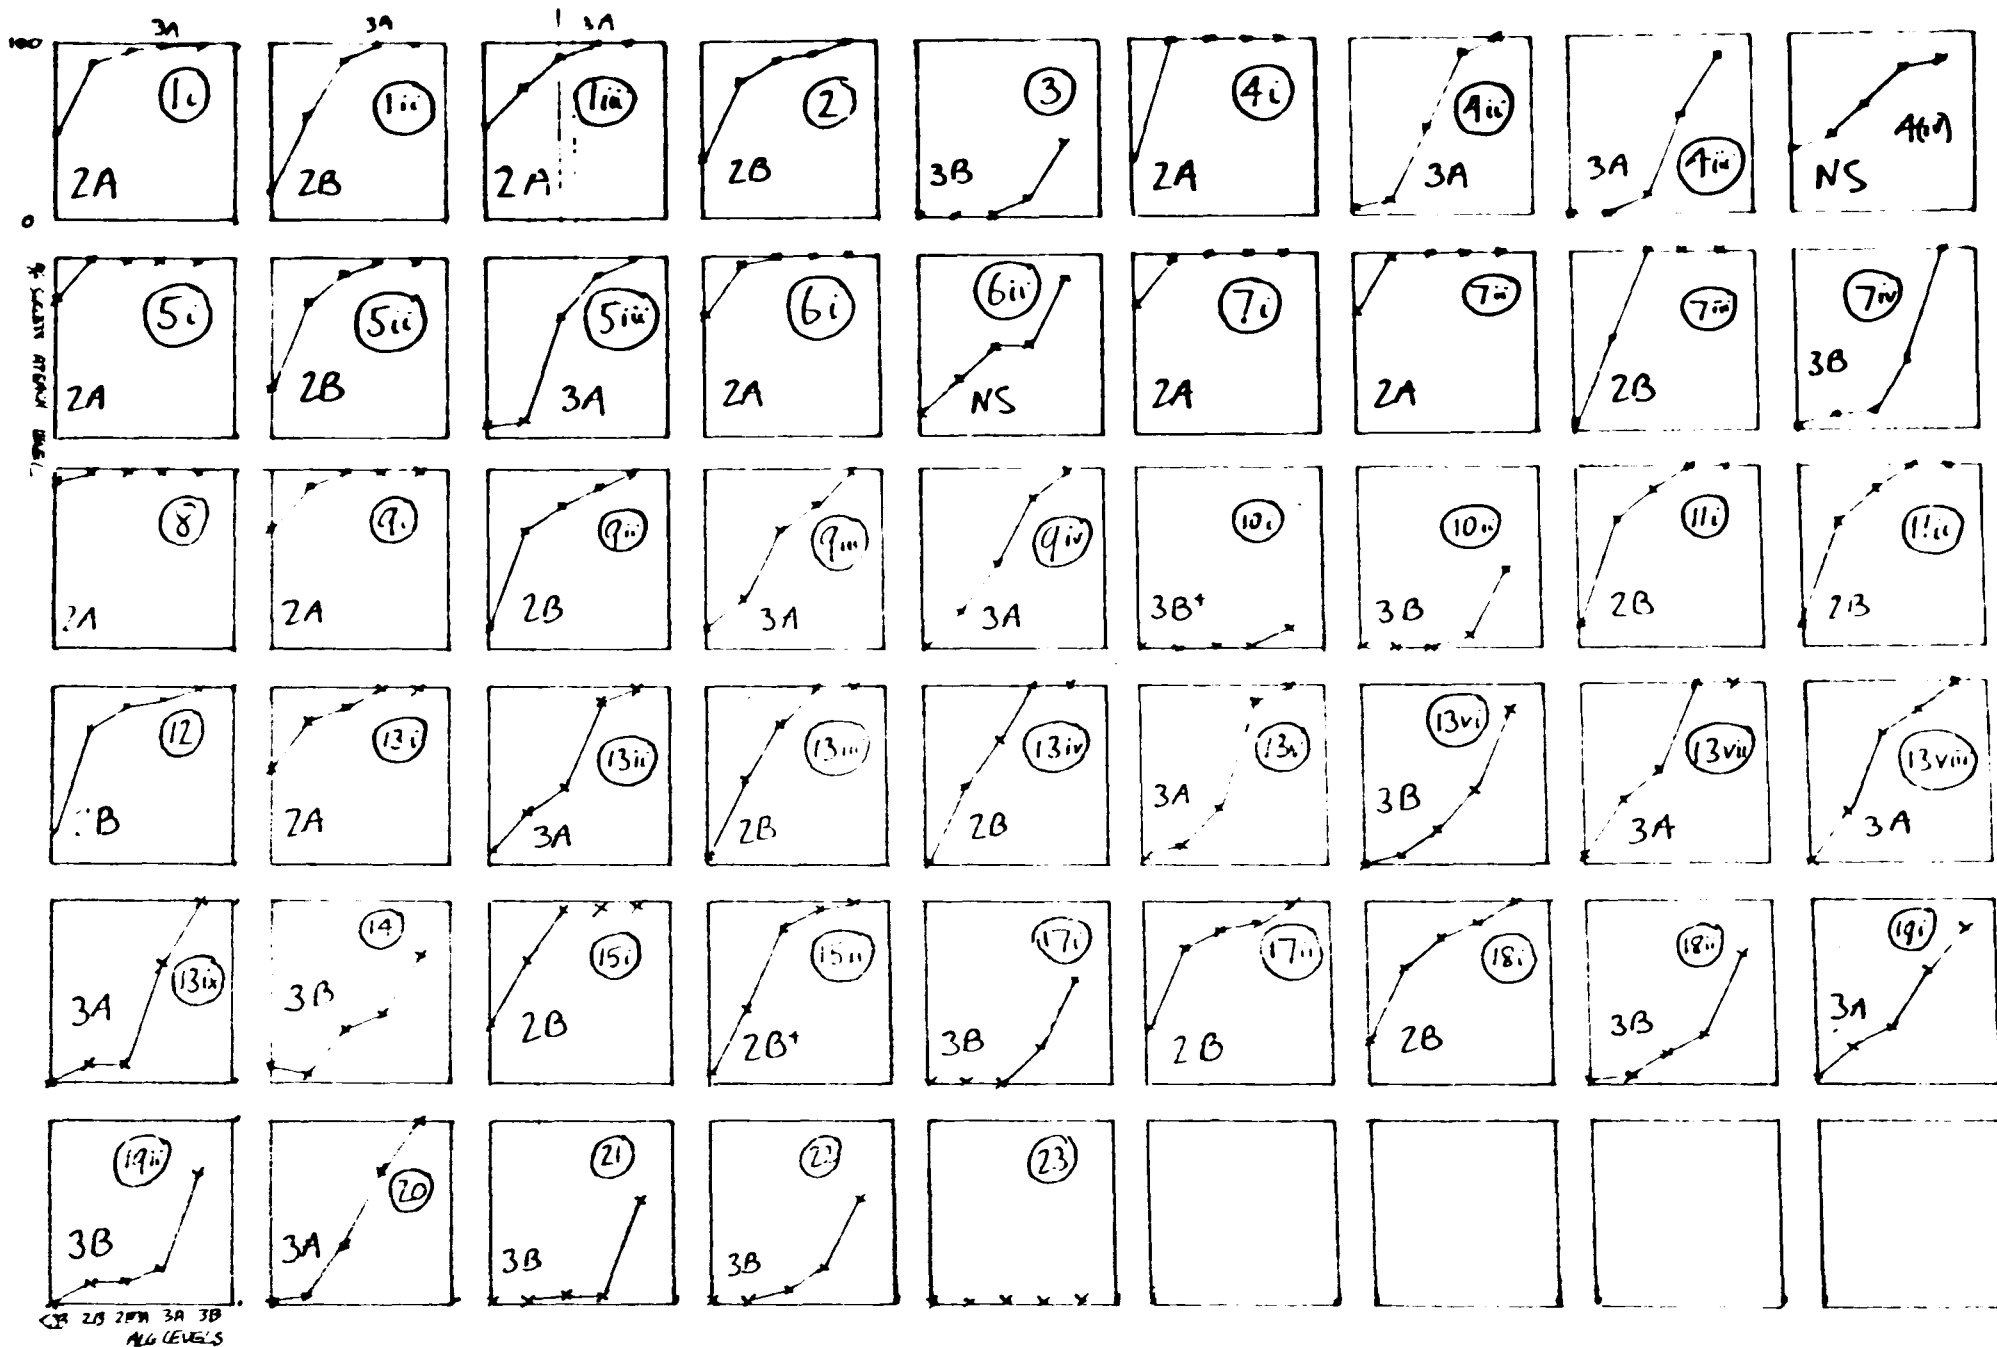 3A 3A 3A
100
1i 1ii 1iii 2 3 4i 4ii 4iii 4(iv)
2A 2B 2A 2B 3B 2A 3A 3A NS
0
% SUCCESS
5i 5ii 5iii 6i 6ii 7i 7ii 7iii 7iv
2A 2B 3A 2A NS 2A 2A 2B 3B
8 9i 9ii 9iii 9iv 10i 10ii 11i 11ii
2A 2A 2B 3A 3A 3B+ 3B 2B 2B
12 13i 13ii 13iii 13iv 13v 13vi 13vii 13viii
B 2A 3A 2B 2B 3A 3B 3A 3A
13ix 14 15i 15ii 17i 17ii 18i 18ii 19i
3A 3B 2B 2B+ 3B 2B 2B 3B 3A
19ii 20 21 22 23
3B 3A 3B 3B
2B 3A 3B
ALG LEVELS